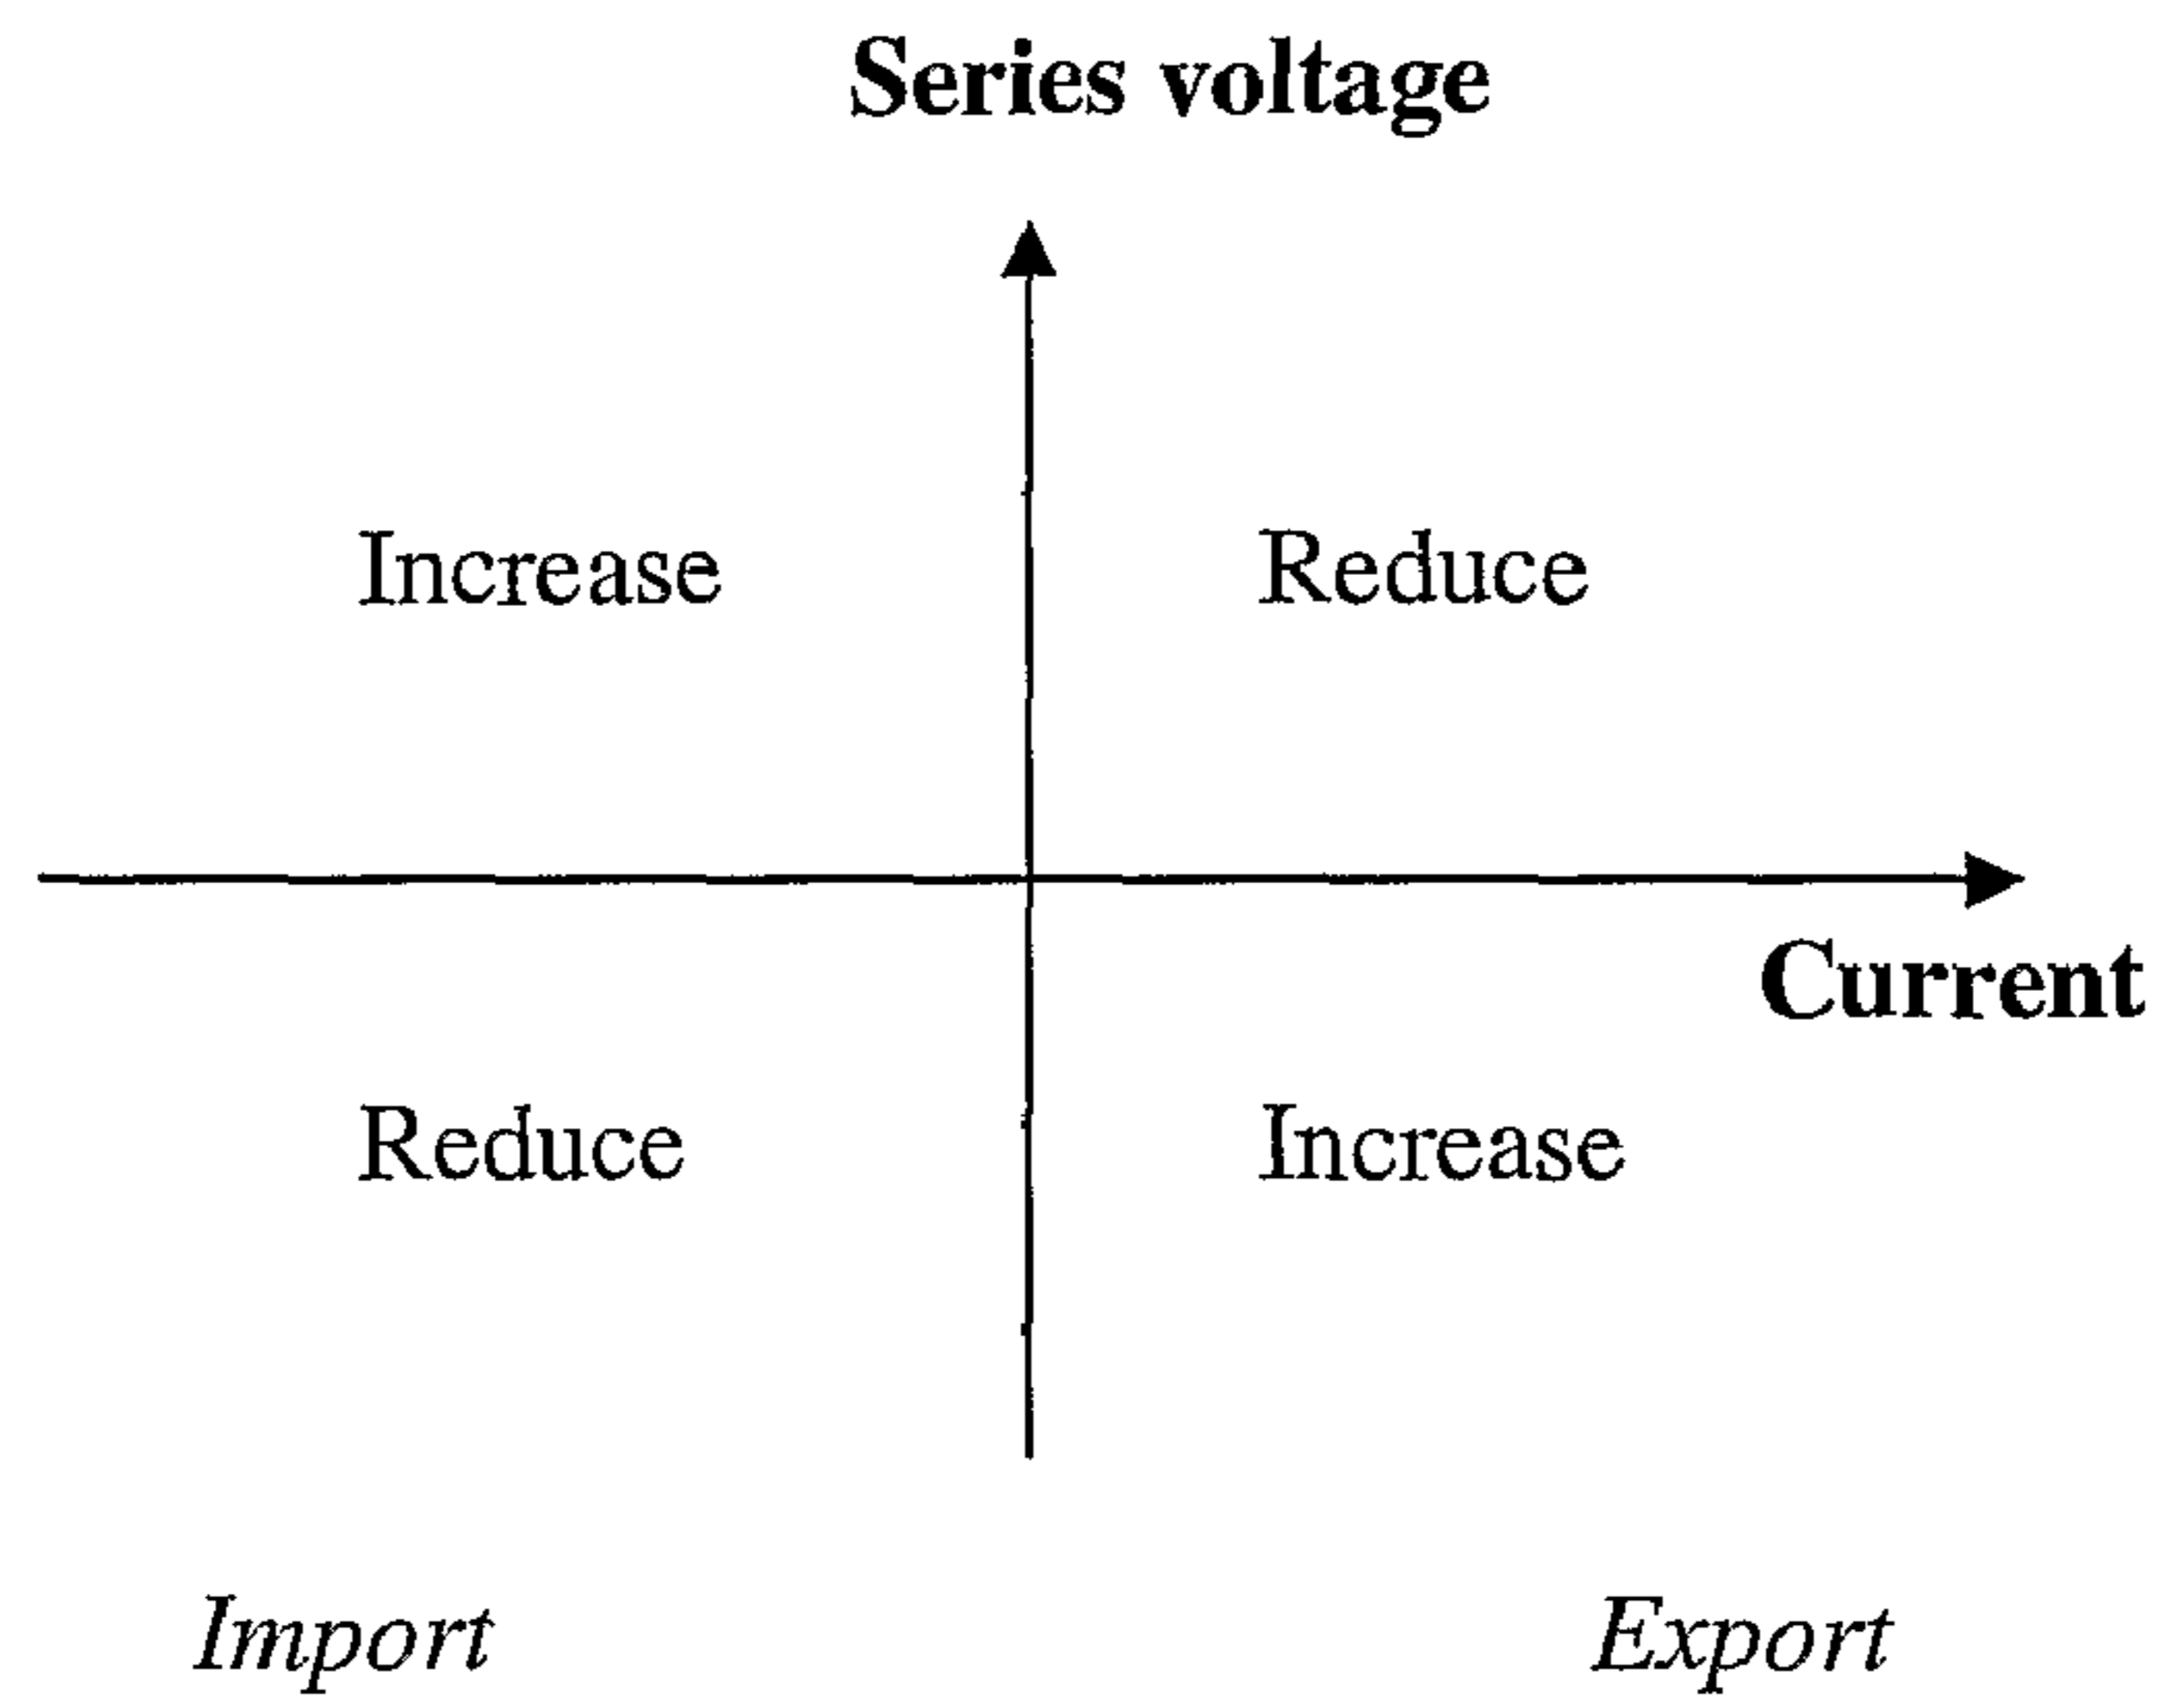 Series voltage
Increase
Reduce
Current
Reduce
Increase
Import
Export